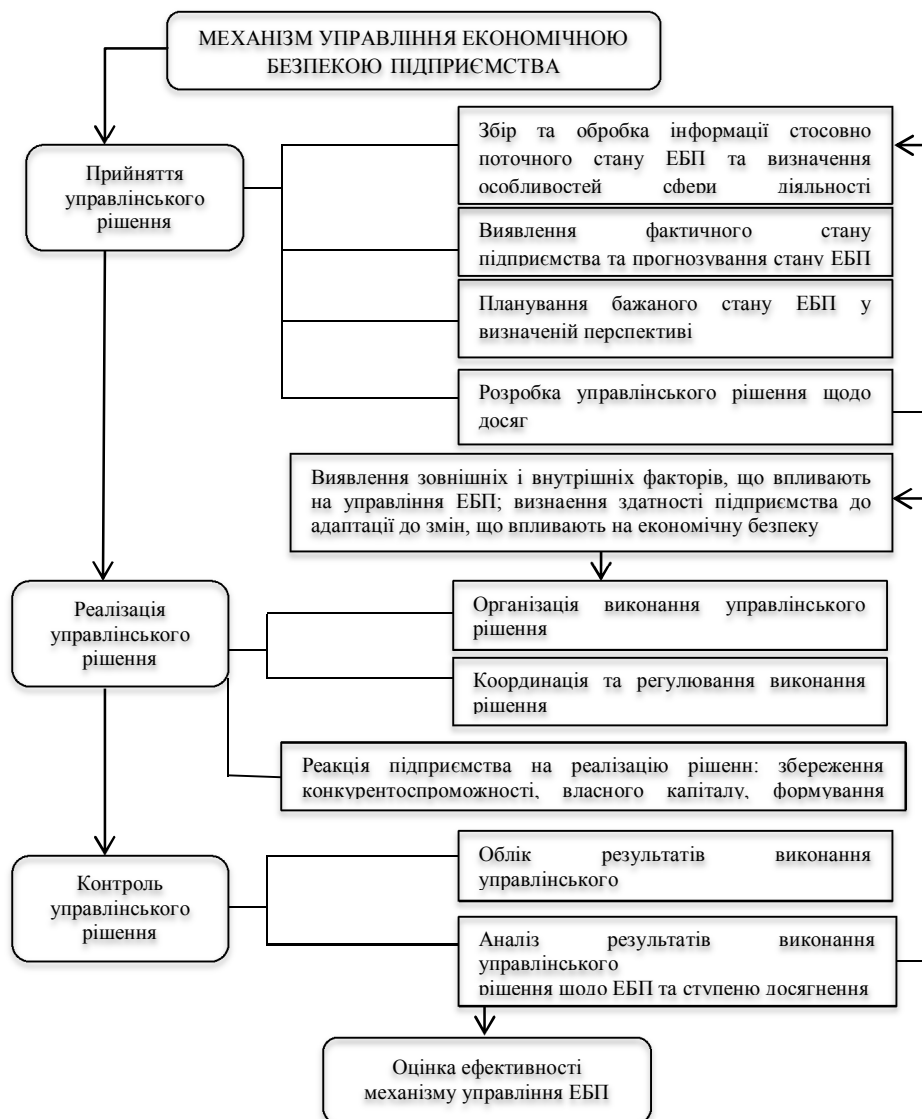 МЕХАНІЗМ УПРАВЛІННЯ ЕКОНОМІЧНОЮ
БЕЗПЕКОЮ ПІДПРИЄМСТВА
Прийняття
управлінського
рішення
Збір та обробка інформації стосовно
поточного стану ЕБП та визначення
особливостей сфери діяльності
Виявлення фактичного стану
підприємства та прогнозування стану ЕБП
Планування бажаного стану ЕБП у
визначеній перспективі
Розробка управлінського рішення щодо
досяг
Виявлення зовнішніх і внутрішніх факторів, що впливають
на управління ЕБП; визнаення здатності підприємства до
адаптації до змін, що впливають на економічну безпеку
Реалізація
управлінського
рішення
Організація виконання управлінського
рішення
Координація та регулювання виконання
рішення
Реакція підприємства на реалізацію рішенн: збереження
конкурентоспроможності, власного капіталу, формування
Контроль
управлінського
рішення
Облік результатів виконання
управлінського
Аналіз результатів виконання
управлінського
рішення щодо ЕБП та ступеню досягнення
Оцінка ефективності
механізму управління ЕБП